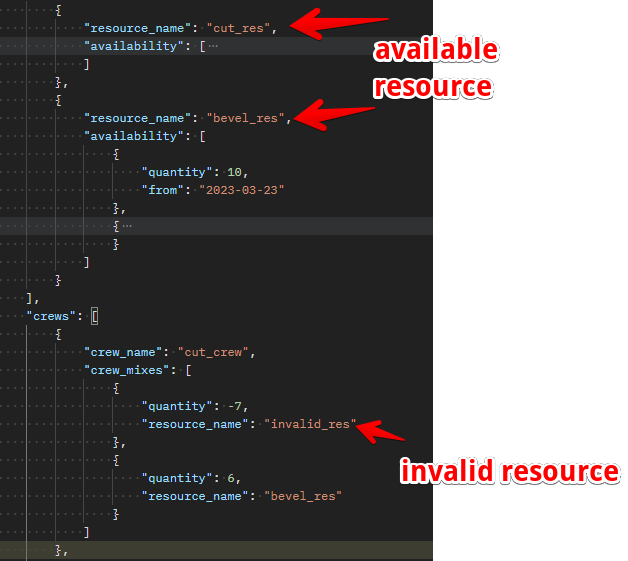 {
"resource_name": "cut_res",
"availability": [ ⋯
]
},
{
"resource_name": "bevel_res",
"availability": [
{
"quantity": 10,
"from": "2023-03-23"
},
{ ⋯
}
]
}
],
"crews": [
{
"crew_name": "cut_crew",
"crew_mixes": [
{
"quantity": -7,
"resource_name": "invalid_res"
},
{
"quantity": 6,
"resource_name": "bevel_res"
}
]
},
available
resource
invalid resource